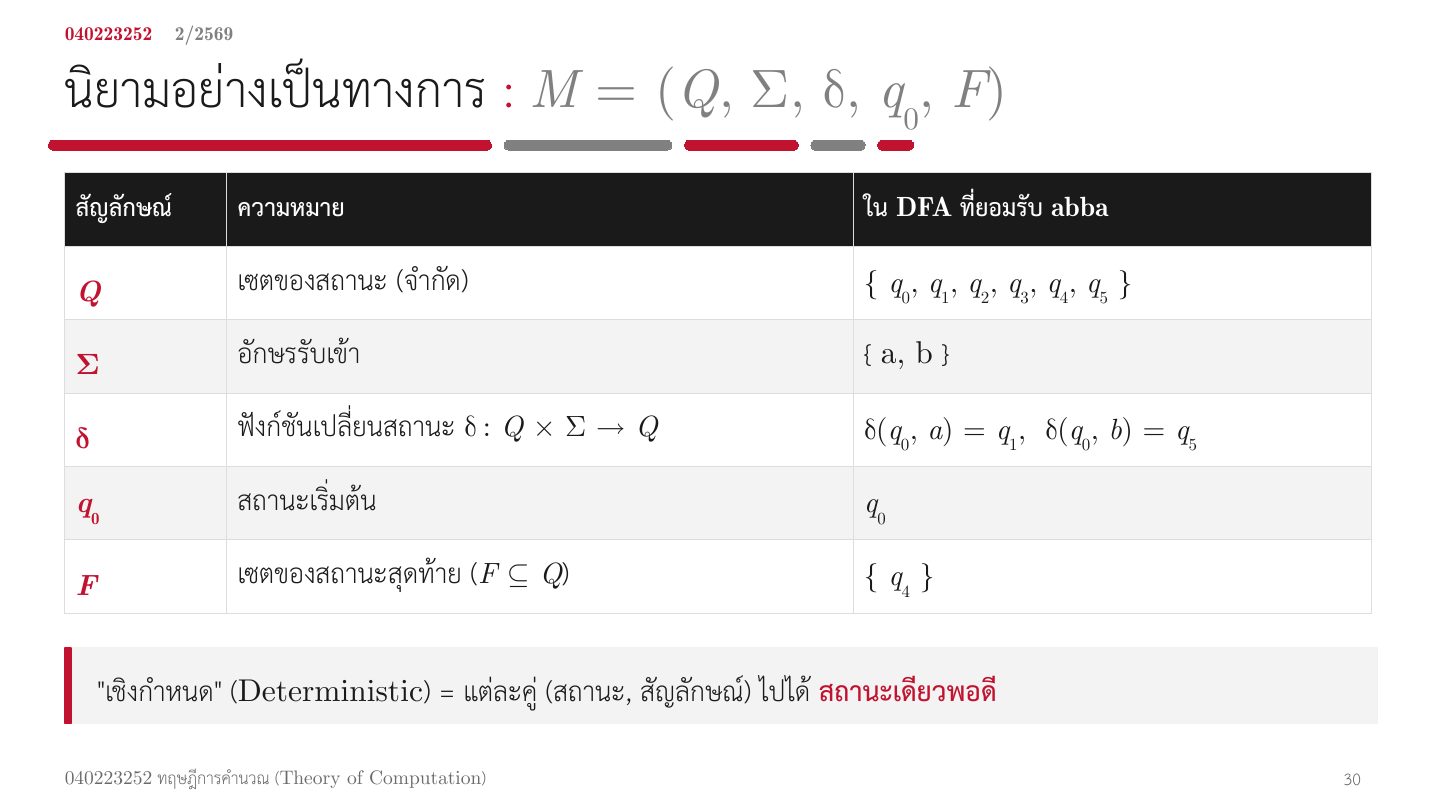 040223252 2/2569
นิยามอย่างเป็นทางการ : M = (Q, Σ, δ, q₀, F)
สัญลักษณ์ ความหมาย ใน DFA ที่ยอมรับ abba
Q เซตของสถานะ (จำกัด) { q₀, q₁, q₂, q₃, q₄, q₅ }
Σ อักษรรับเข้า { a, b }
δ ฟังก์ชันเปลี่ยนสถานะ δ : Q × Σ → Q δ(q₀, a) = q₁, δ(q₀, b) = q₅
q₀ สถานะเริ่มต้น q₀
F เซตของสถานะสุดท้าย (F ⊆ Q) { q₄ }
"เชิงกำหนด" (Deterministic) = แต่ละคู่ (สถานะ, สัญลักษณ์) ไปได้ สถานะเดียวพอดี
040223252 ทฤษฎีการคำนวณ (Theory of Computation) 30